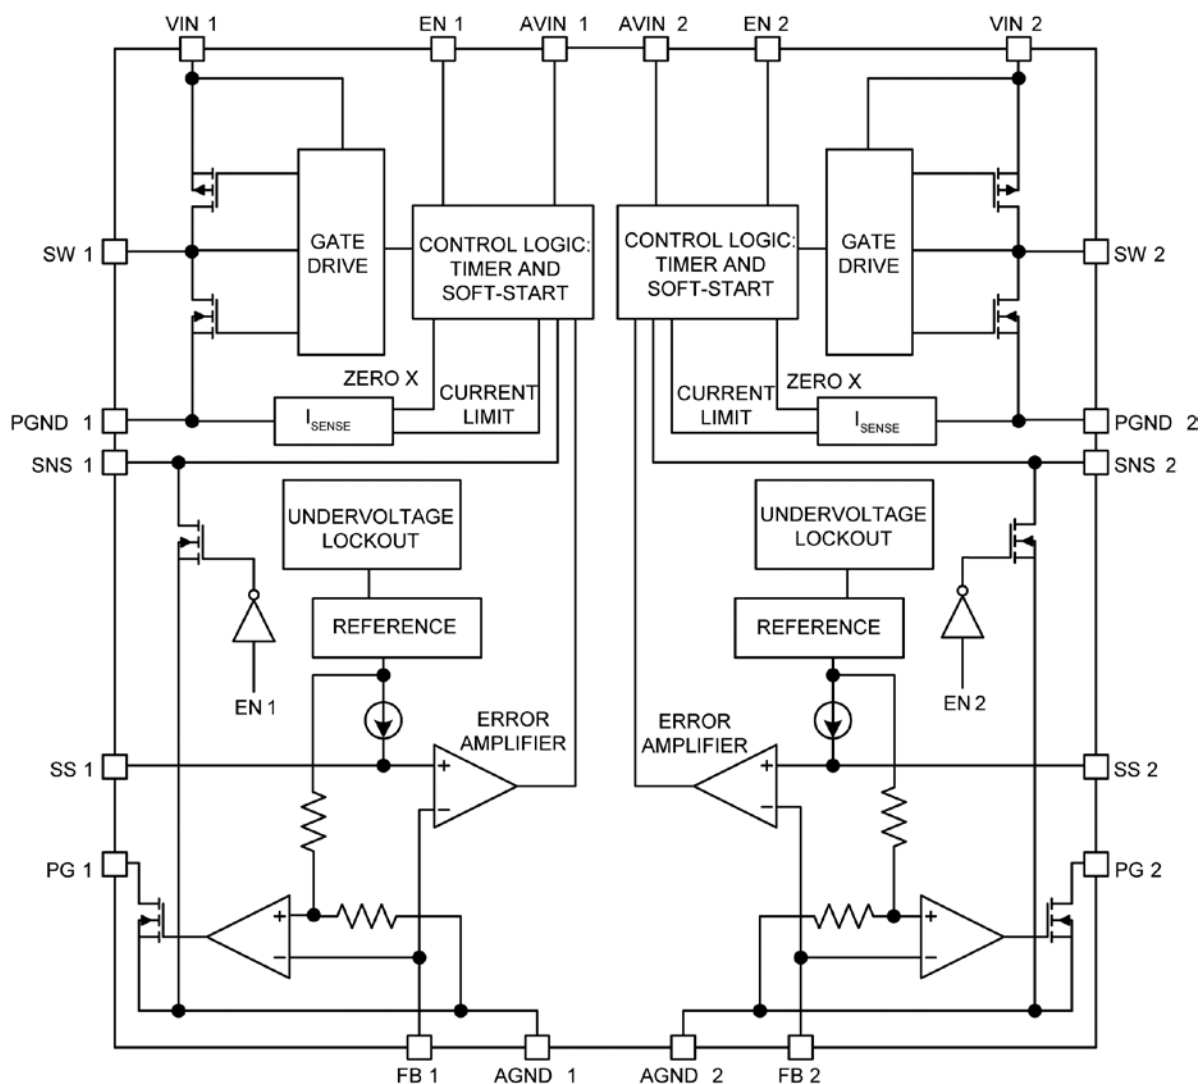 VIN 1
EN 1
AVIN 1
AVIN 2
EN 2
VIN 2
SW 1
GATE
DRIVE
CONTROL LOGIC:
TIMER AND
SOFT-START
CONTROL LOGIC:
TIMER AND
SOFT-START
GATE
DRIVE
SW 2
ZERO X
CURRENT
LIMIT
CURRENT
LIMIT
ZERO X
PGND 1
ISENSE
ISENSE
PGND 2
SNS 1
SNS 2
UNDERVOLTAGE
LOCKOUT
UNDERVOLTAGE
LOCKOUT
REFERENCE
REFERENCE
EN 1
EN 2
ERROR
AMPLIFIER
ERROR
AMPLIFIER
SS 1
+
+
SS 2
−
−
PG 1
PG 2
+
+
−
−
FB 1
AGND 1
AGND 2
FB 2